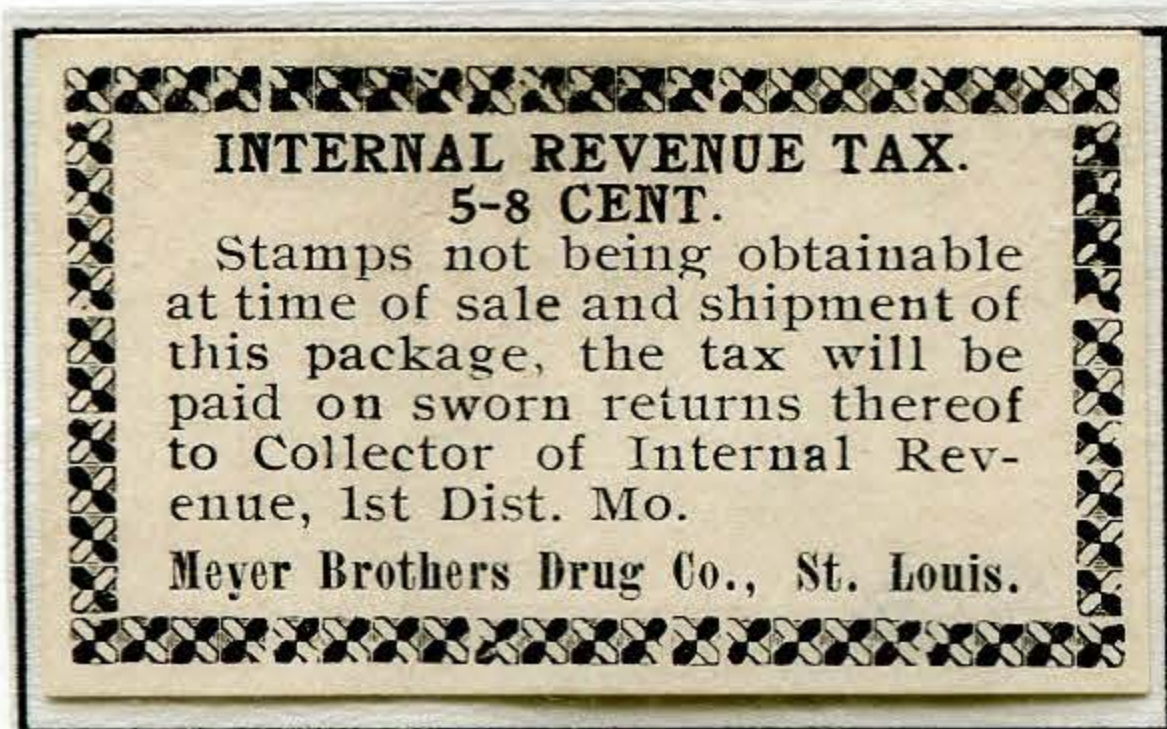 INTERNAL REVENUE TAX.
5-8 CENT.
Stamps not being obtainable
at time of sale and shipment of
this package, the tax will be
paid on sworn returns thereof
to Collector of Internal Rev-
enue, 1st Dist. Mo.
Meyer Brothers Drug Co., St. Louis.